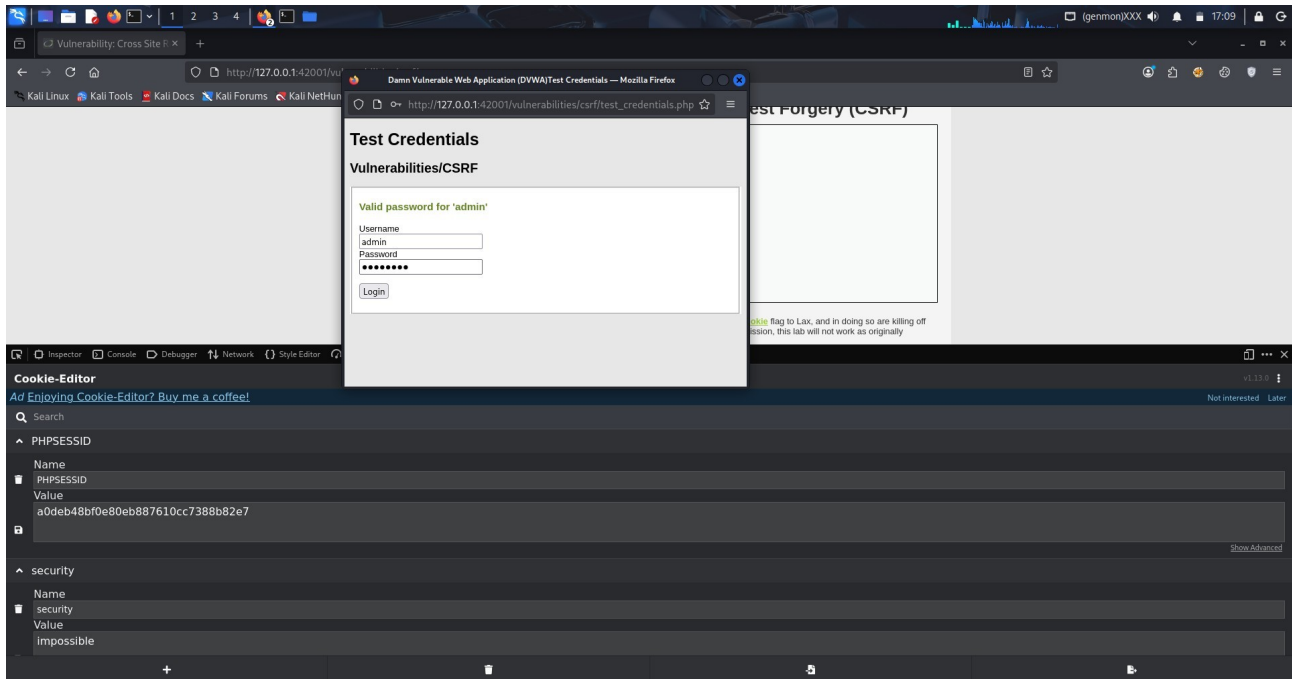 1 2 3 4 (genmon)XXX 17:09
Vulnerability: Cross Site R
http://127.0.0.1:42001/vul
Kali Linux Kali Tools Kali Docs Kali Forums Kali NetHun
Damn Vulnerable Web Application (DVWA)Test Credentials — Mozilla Firefox
http://127.0.0.1:42001/vulnerabilities/csrf/test_credentials.php
est Forgery (CSRF)
Test Credentials
Vulnerabilities/CSRF
Valid password for 'admin'
Username
admin
Password
Login
okie flag to Lax, and in doing so are killing off
ission, this lab will not work as originally
Inspector Console Debugger Network Style Editor
Cookie-Editor v1.13.0
Ad Enjoying Cookie-Editor? Buy me a coffee! Not interested Later
Search
PHPSESSID
Name
PHPSESSID
Value
a0deb48bf0e80eb887610cc7388b82e7
Show Advanced
security
Name
security
Value
impossible